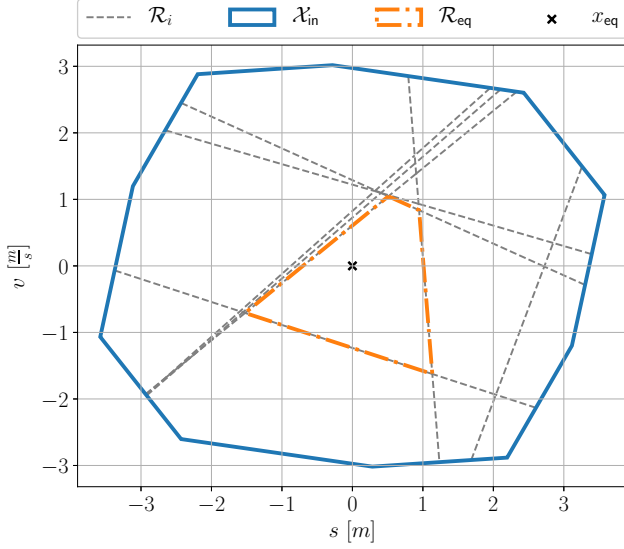 ℛ_i 𝒳_in ℛ_eq x_eq
3
2
1
0
−1
−2
−3
v [m/s]
−3 −2 −1 0 1 2 3
s [m]